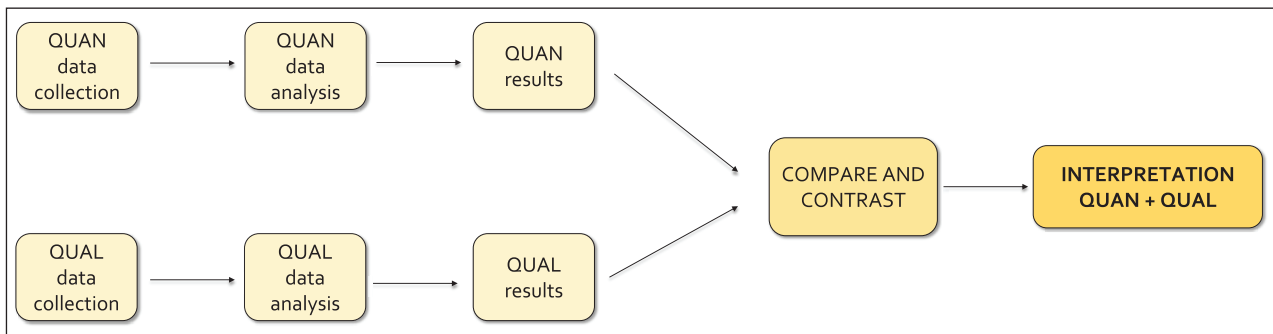 QUAN
data
collection
QUAN
data
analysis
QUAN
results
COMPARE AND
CONTRAST
INTERPRETATION
QUAN + QUAL
QUAL
data
collection
QUAL
data
analysis
QUAL
results